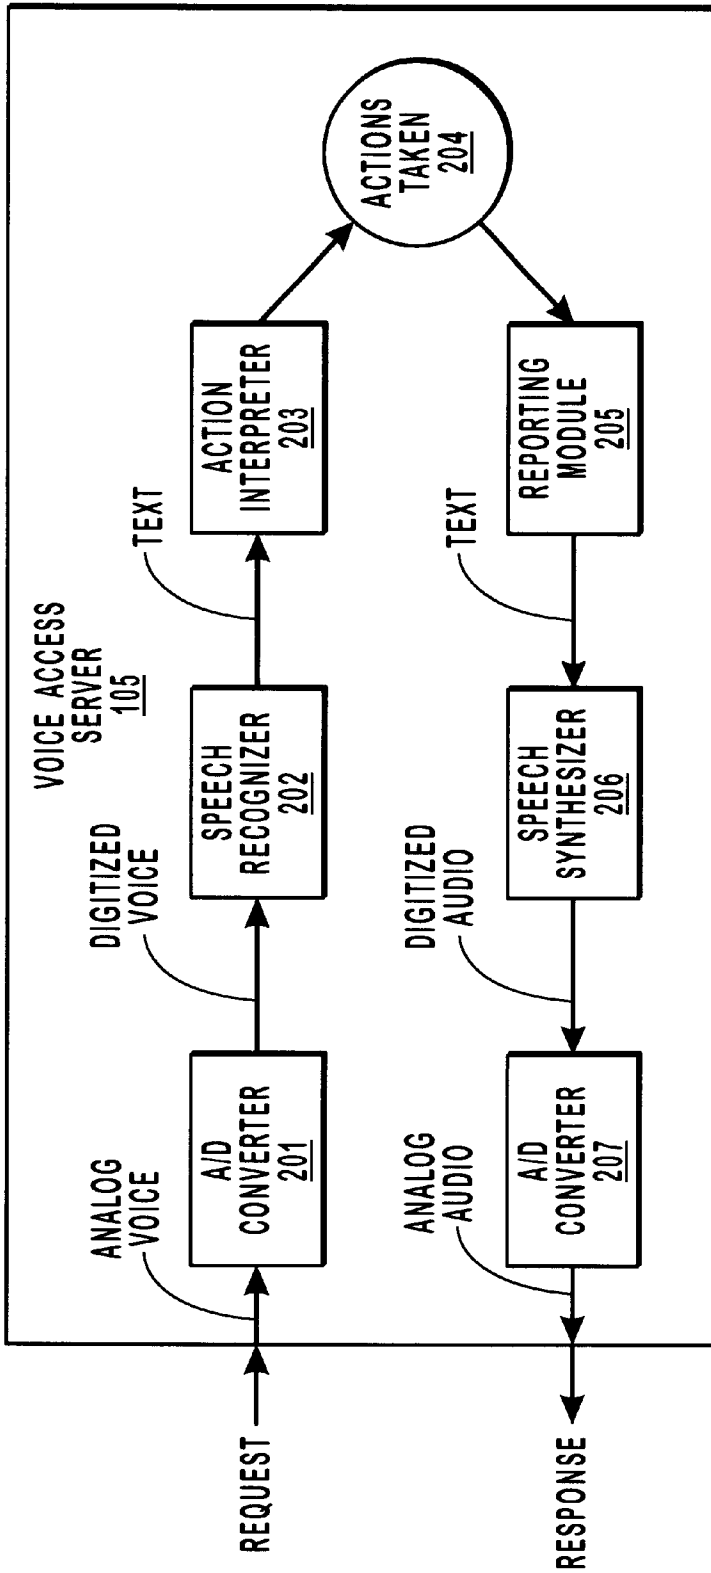 VOICE ACCESS
SERVER
105
REQUEST
ANALOG
VOICE
A/D
CONVERTER
201
DIGITIZED
VOICE
SPEECH
RECOGNIZER
202
TEXT
ACTION
INTERPRETER
203
ACTIONS
TAKEN
204
REPORTING
MODULE
205
TEXT
SPEECH
SYNTHESIZER
206
DIGITIZED
AUDIO
A/D
CONVERTER
207
ANALOG
AUDIO
RESPONSE